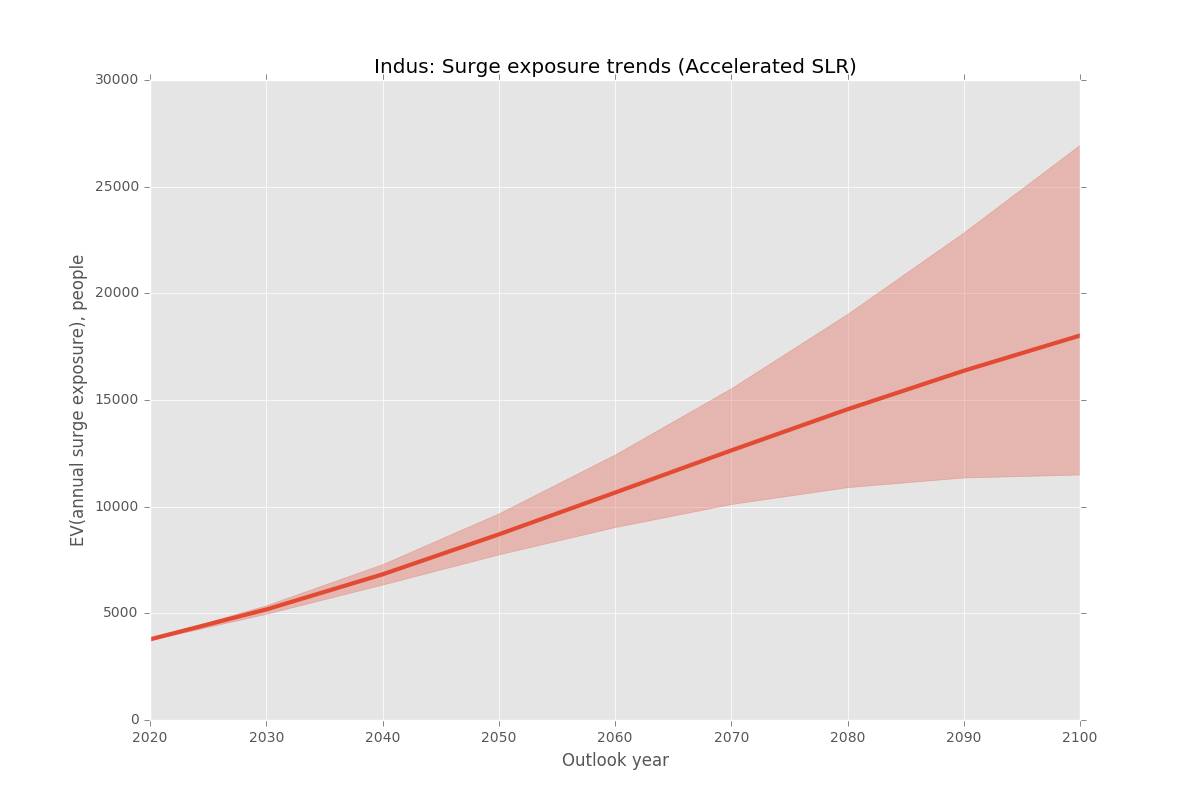 Indus: Surge exposure trends (Accelerated SLR)
30000
25000
20000
15000
10000
5000
0
EV(annual surge exposure), people
2020 2030 2040 2050 2060 2070 2080 2090 2100
Outlook year